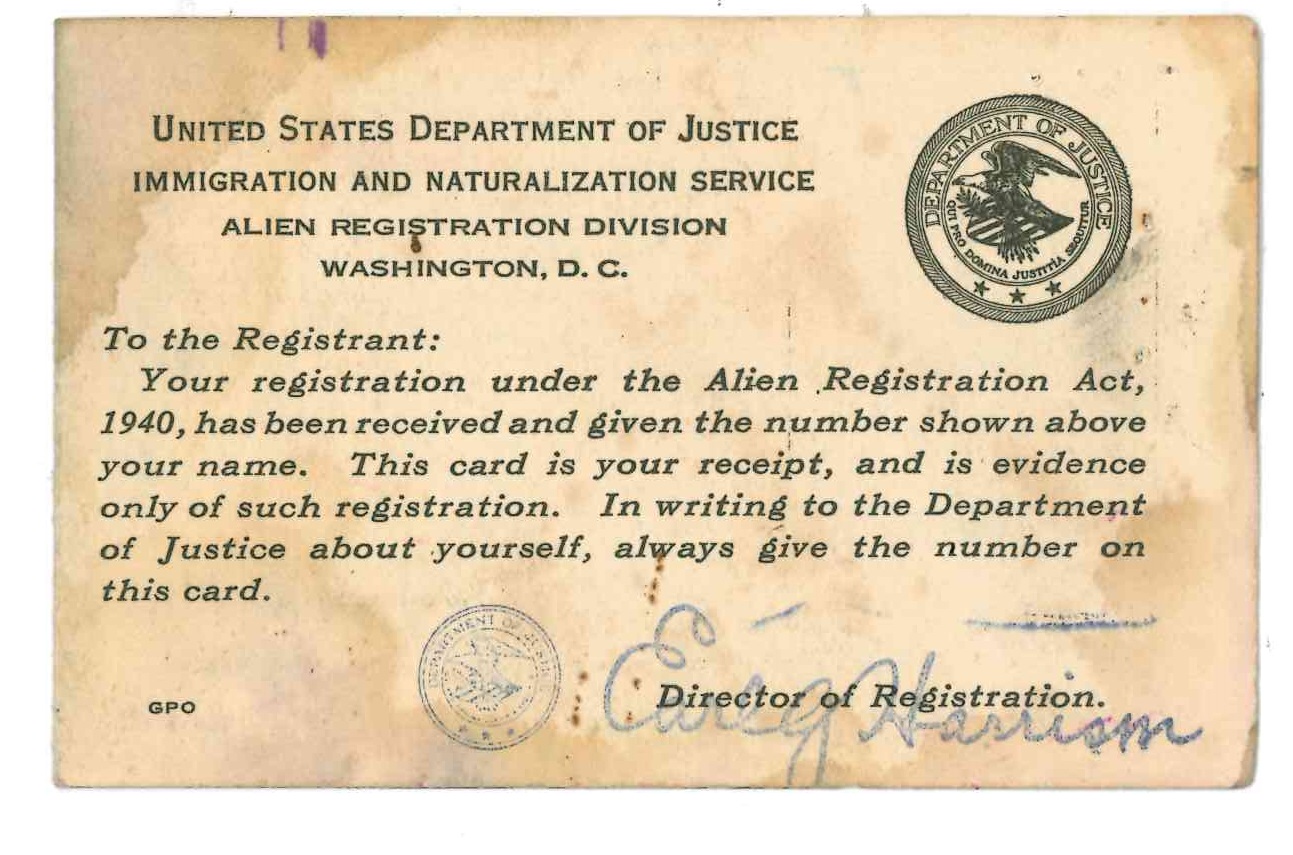 UNITED STATES DEPARTMENT OF JUSTICE
IMMIGRATION AND NATURALIZATION SERVICE
ALIEN REGISTRATION DIVISION
WASHINGTON, D. C.
DEPARTMENT OF JUSTICE
QUI PRO DOMINA JUSTITIA SEQUITUR
To the Registrant:
Your registration under the Alien Registration Act,
1940, has been received and given the number shown above
your name. This card is your receipt, and is evidence
only of such registration. In writing to the Department
of Justice about yourself, always give the number on
this card.
DEPARTMENT OF JUSTICE
Earl G Harrison
Director of Registration.
GPO